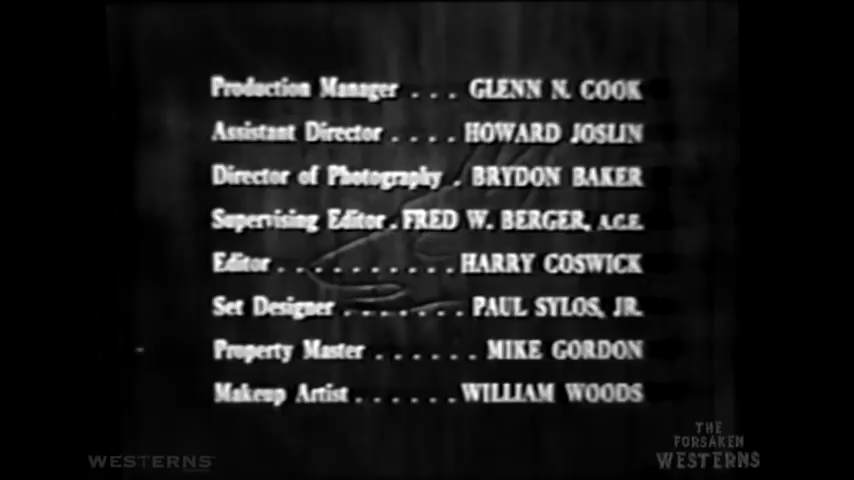 Production Manager . . . GLENN N. COOK
Assistant Director . . . . HOWARD JOSLIN
Director of Photography . BRYDON BAKER
Supervising Editor . FRED W. BERGER, A.C.E.
Editor . . . . . . . . . . HARRY COSWICK
Set Designer . . . . . . . PAUL SYLOS, JR.
Property Master . . . . . . MIKE GORDON
Makeup Artist . . . . . . WILLIAM WOODS
THE
FORSAKEN
WESTERNS
WESTERNS